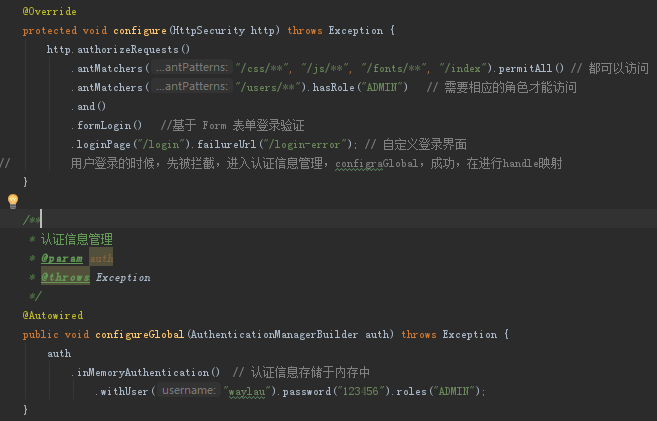 @Override
protected void configure(HttpSecurity http) throws Exception {
http.authorizeRequests()
.antMatchers( ...antPatterns: "/css/**", "/js/**", "/fonts/**", "/index").permitAll() // 都可以访问
.antMatchers( ...antPatterns: "/users/**").hasRole("ADMIN") // 需要相应的角色才能访问
.and()
.formLogin() //基于 Form 表单登录验证
.loginPage("/login").failureUrl("/login-error"); // 自定义登录界面
// 用户登录的时候，先被拦截，进入认证信息管理，configraGlobal，成功，在进行handle映射
}
/**
* 认证信息管理
* @param auth
* @throws Exception
*/
@Autowired
public void configureGlobal(AuthenticationManagerBuilder auth) throws Exception {
auth
.inMemoryAuthentication() // 认证信息存储于内存中
.withUser( username: "waylau").password("123456").roles("ADMIN");
}